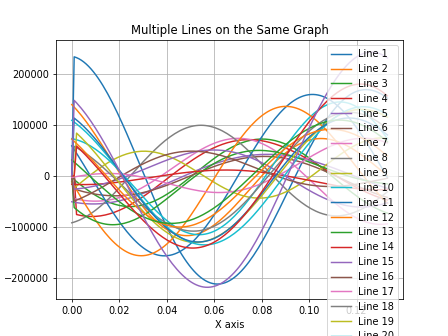 Multiple Lines on the Same Graph
200000
100000
0
−100000
−200000
0.00 0.02 0.04 0.06 0.08 0.10
X axis
Line 1
Line 2
Line 3
Line 4
Line 5
Line 6
Line 7
Line 8
Line 9
Line 10
Line 11
Line 12
Line 13
Line 14
Line 15
Line 16
Line 17
Line 18
Line 19
Line 20